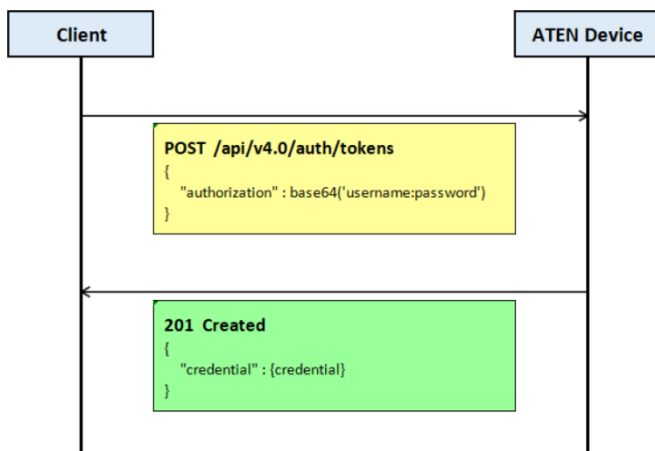 Client
ATEN Device
POST /api/v4.0/auth/tokens
{
"authorization" : base64('username:password')
}
201 Created
{
"credential" : {credential}
}